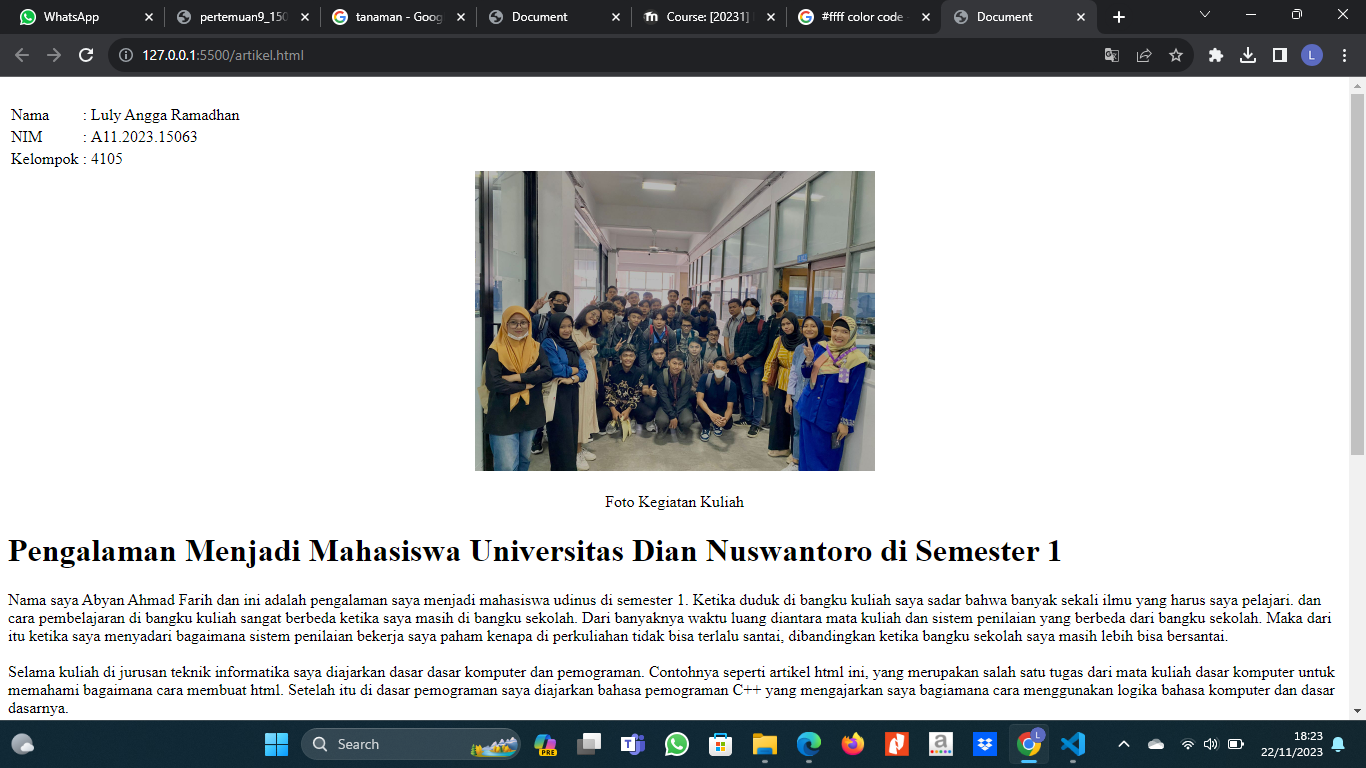 WhatsApp
pertemuan9_150
tanaman - Goog
Document
Course: [20231]
#ffff color code
Document
127.0.0.1:5500/artikel.html
L
Nama : Luly Angga Ramadhan
NIM : A11.2023.15063
Kelompok : 4105
Foto Kegiatan Kuliah
Pengalaman Menjadi Mahasiswa Universitas Dian Nuswantoro di Semester 1
Nama saya Abyan Ahmad Farih dan ini adalah pengalaman saya menjadi mahasiswa udinus di semester 1. Ketika duduk di bangku kuliah saya sadar bahwa banyak sekali ilmu yang harus saya pelajari. dan
cara pembelajaran di bangku kuliah sangat berbeda ketika saya masih di bangku sekolah. Dari banyaknya waktu luang diantara mata kuliah dan sistem penilaian yang berbeda dari bangku sekolah. Maka dari
itu ketika saya menyadari bagaimana sistem penilaian bekerja saya paham kenapa di perkuliahan tidak bisa terlalu santai, dibandingkan ketika bangku sekolah saya masih lebih bisa bersantai.
Selama kuliah di jurusan teknik informatika saya diajarkan dasar dasar komputer dan pemograman. Contohnya seperti artikel html ini, yang merupakan salah satu tugas dari mata kuliah dasar komputer untuk
memahami bagaimana cara membuat html. Setelah itu di dasar pemograman saya diajarkan bahasa pemograman C++ yang mengajarkan saya bagiamana cara menggunakan logika bahasa komputer dan dasar
dasarnya.
Search
PRE
L
18:23
22/11/2023